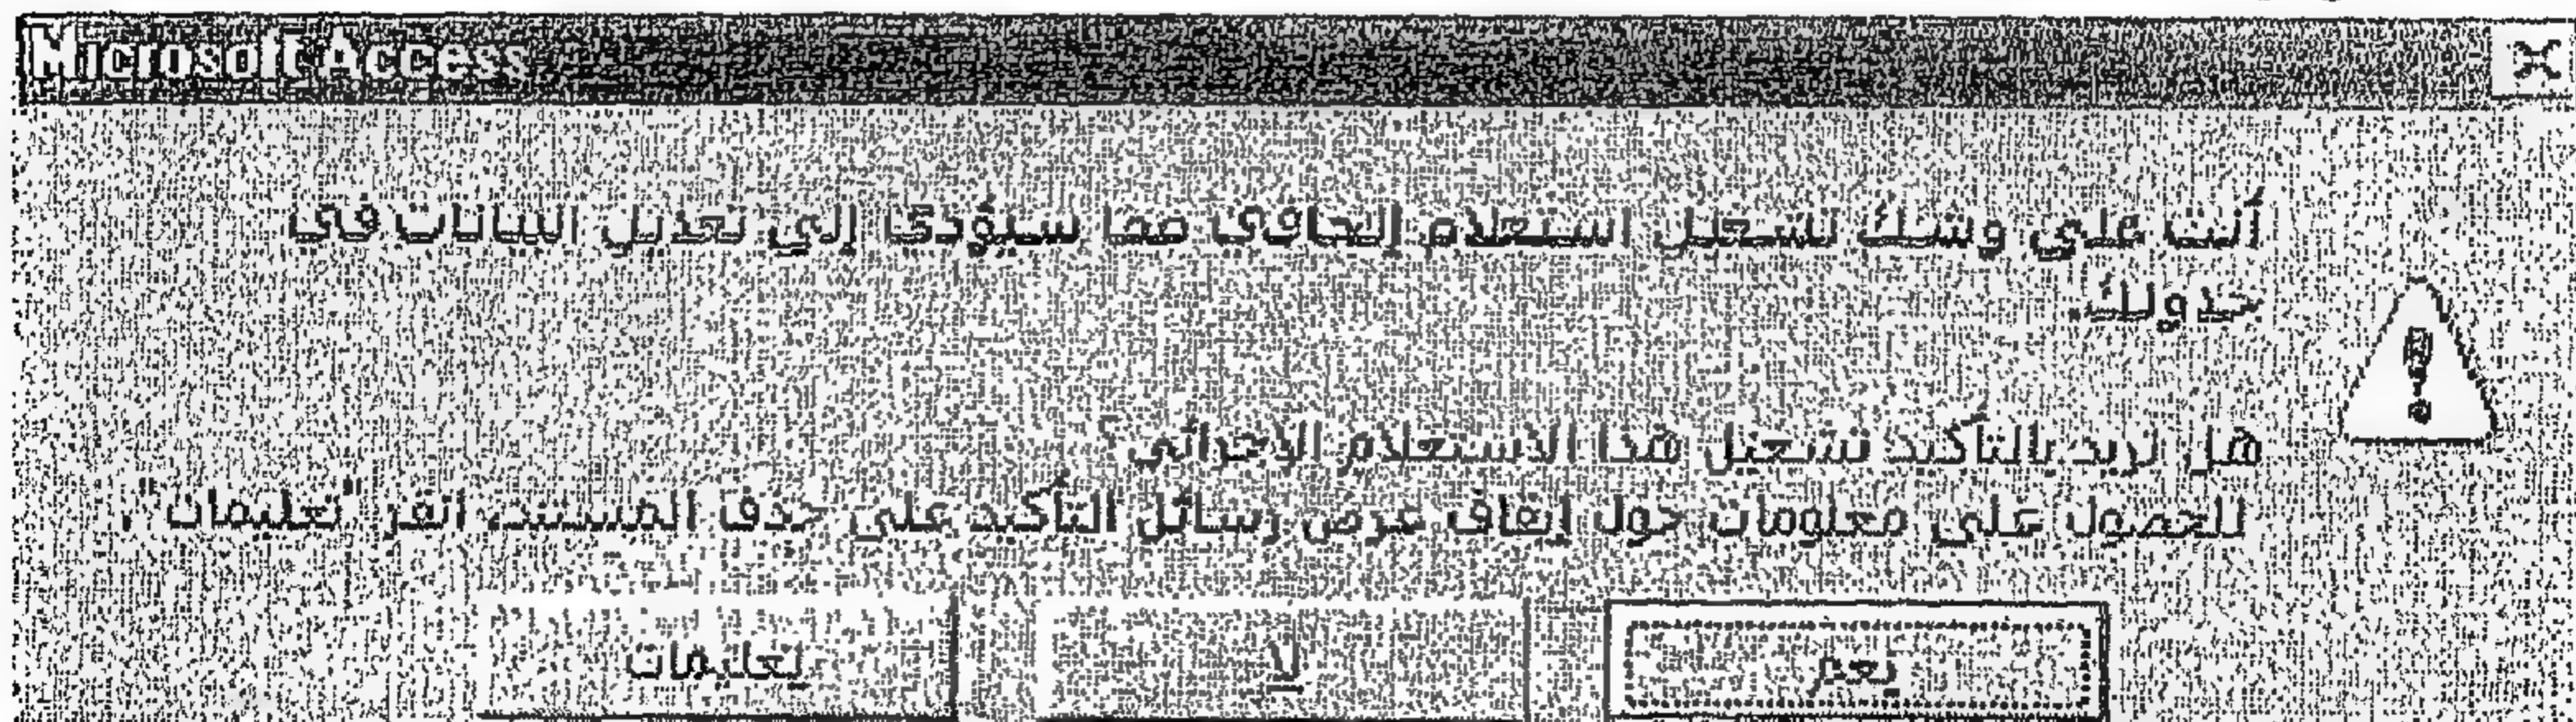 Microsoft Access
أنت على وشك تشغيل استعلام إلحاقي مما سيؤدي إلى تعديل البيانات في
جدولك.
هل تريد بالتأكيد تشغيل هذا الاستعلام الإجرائي؟
للحصول على معلومات حول إيقاف عرض رسائل التأكيد على حذف المستند، انقر "تعليمات".
نعم
لا
تعليمات